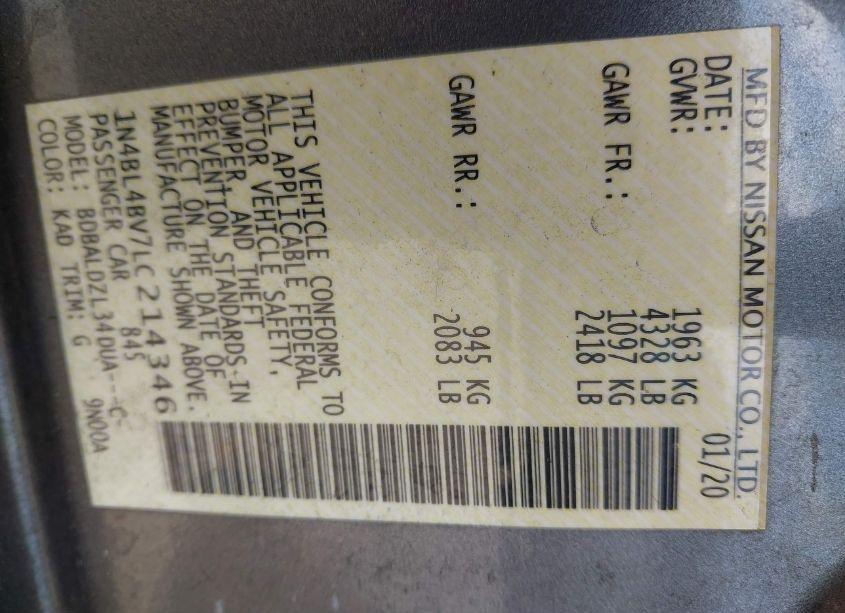 MFD BY NISSAN MOTOR CO., LTD.
DATE: 01/20
GVWR: 1963 KG
4328 LB
GAWR FR.: 1097 KG
2418 LB
GAWR RR.: 945 KG
2083 LB
THIS VEHICLE CONFORMS TO
ALL APPLICABLE FEDERAL
MOTOR VEHICLE SAFETY,
BUMPER, AND THEFT
PREVENTION STANDARDS IN
EFFECT ON THE DATE OF
MANUFACTURE SHOWN ABOVE.
1N4BL4BV7LC214346
PASSENGER CAR 845
MODEL: BDBALDZL34DUA---C-
COLOR: KAD TRIM: G 9N00A